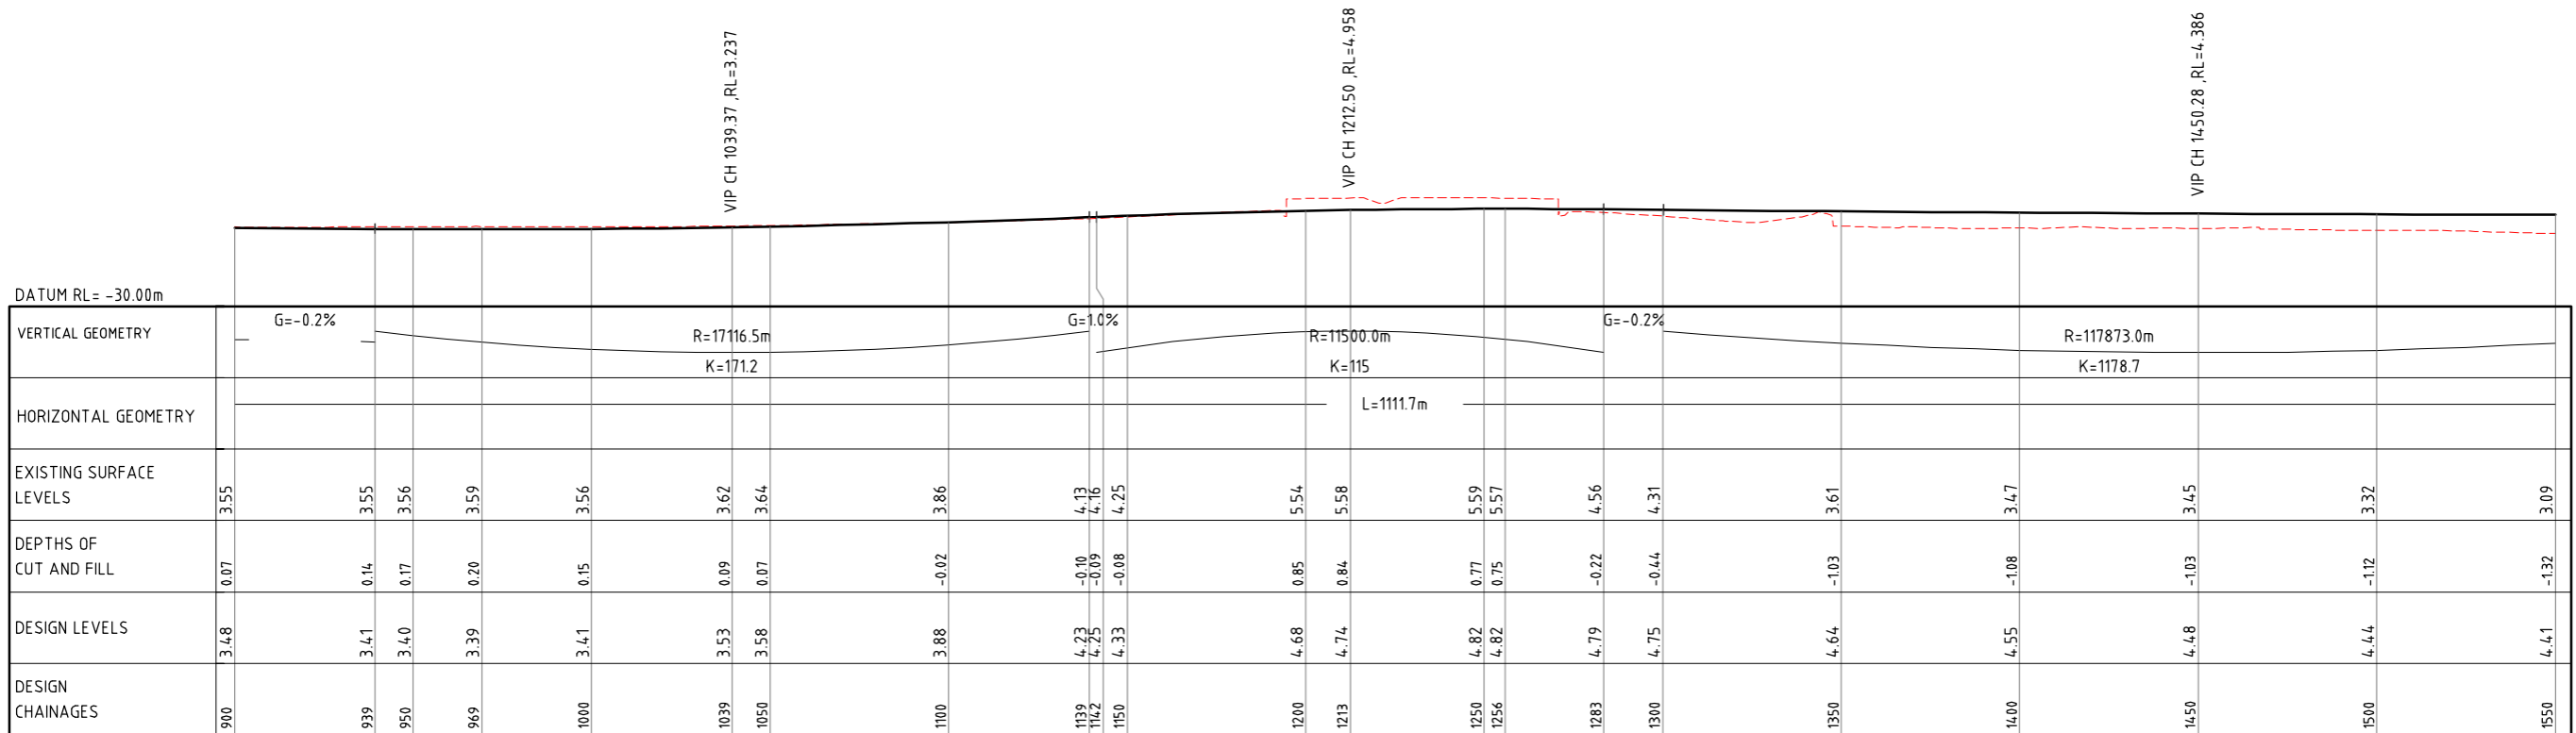 VIP CH 1039.37 ,RL=3.237
VIP CH 1212.50 ,RL=4.958
VIP CH 1450.28 ,RL=4.386
DATUM RL= -30.00m
VERTICAL GEOMETRY
G=-0.2%
R=17116.5m
K=171.2
G=1.0%
R=11500.0m
K=115
G=-0.2%
R=117873.0m
K=1178.7
HORIZONTAL GEOMETRY
L=1111.7m
EXISTING SURFACE
LEVELS
3.55 3.55 3.56 3.59 3.56 3.62 3.64 3.86 4.13 4.16 4.25 5.54 5.58 5.59 5.57 4.56 4.31 3.61 3.47 3.45 3.32 3.09
DEPTHS OF
CUT AND FILL
0.07 0.14 0.17 0.20 0.15 0.09 0.07 -0.02 -0.10 -0.09 -0.08 0.85 0.84 0.77 0.75 -0.22 -0.44 -1.03 -1.08 -1.03 -1.12 -1.32
DESIGN LEVELS
3.48 3.41 3.40 3.39 3.41 3.53 3.58 3.88 4.23 4.25 4.33 4.68 4.74 4.82 4.82 4.79 4.75 4.64 4.55 4.48 4.44 4.41
DESIGN
CHAINAGES
900 939 950 969 1000 1039 1050 1100 1139 1142 1150 1200 1213 1250 1256 1283 1300 1350 1400 1450 1500 1550